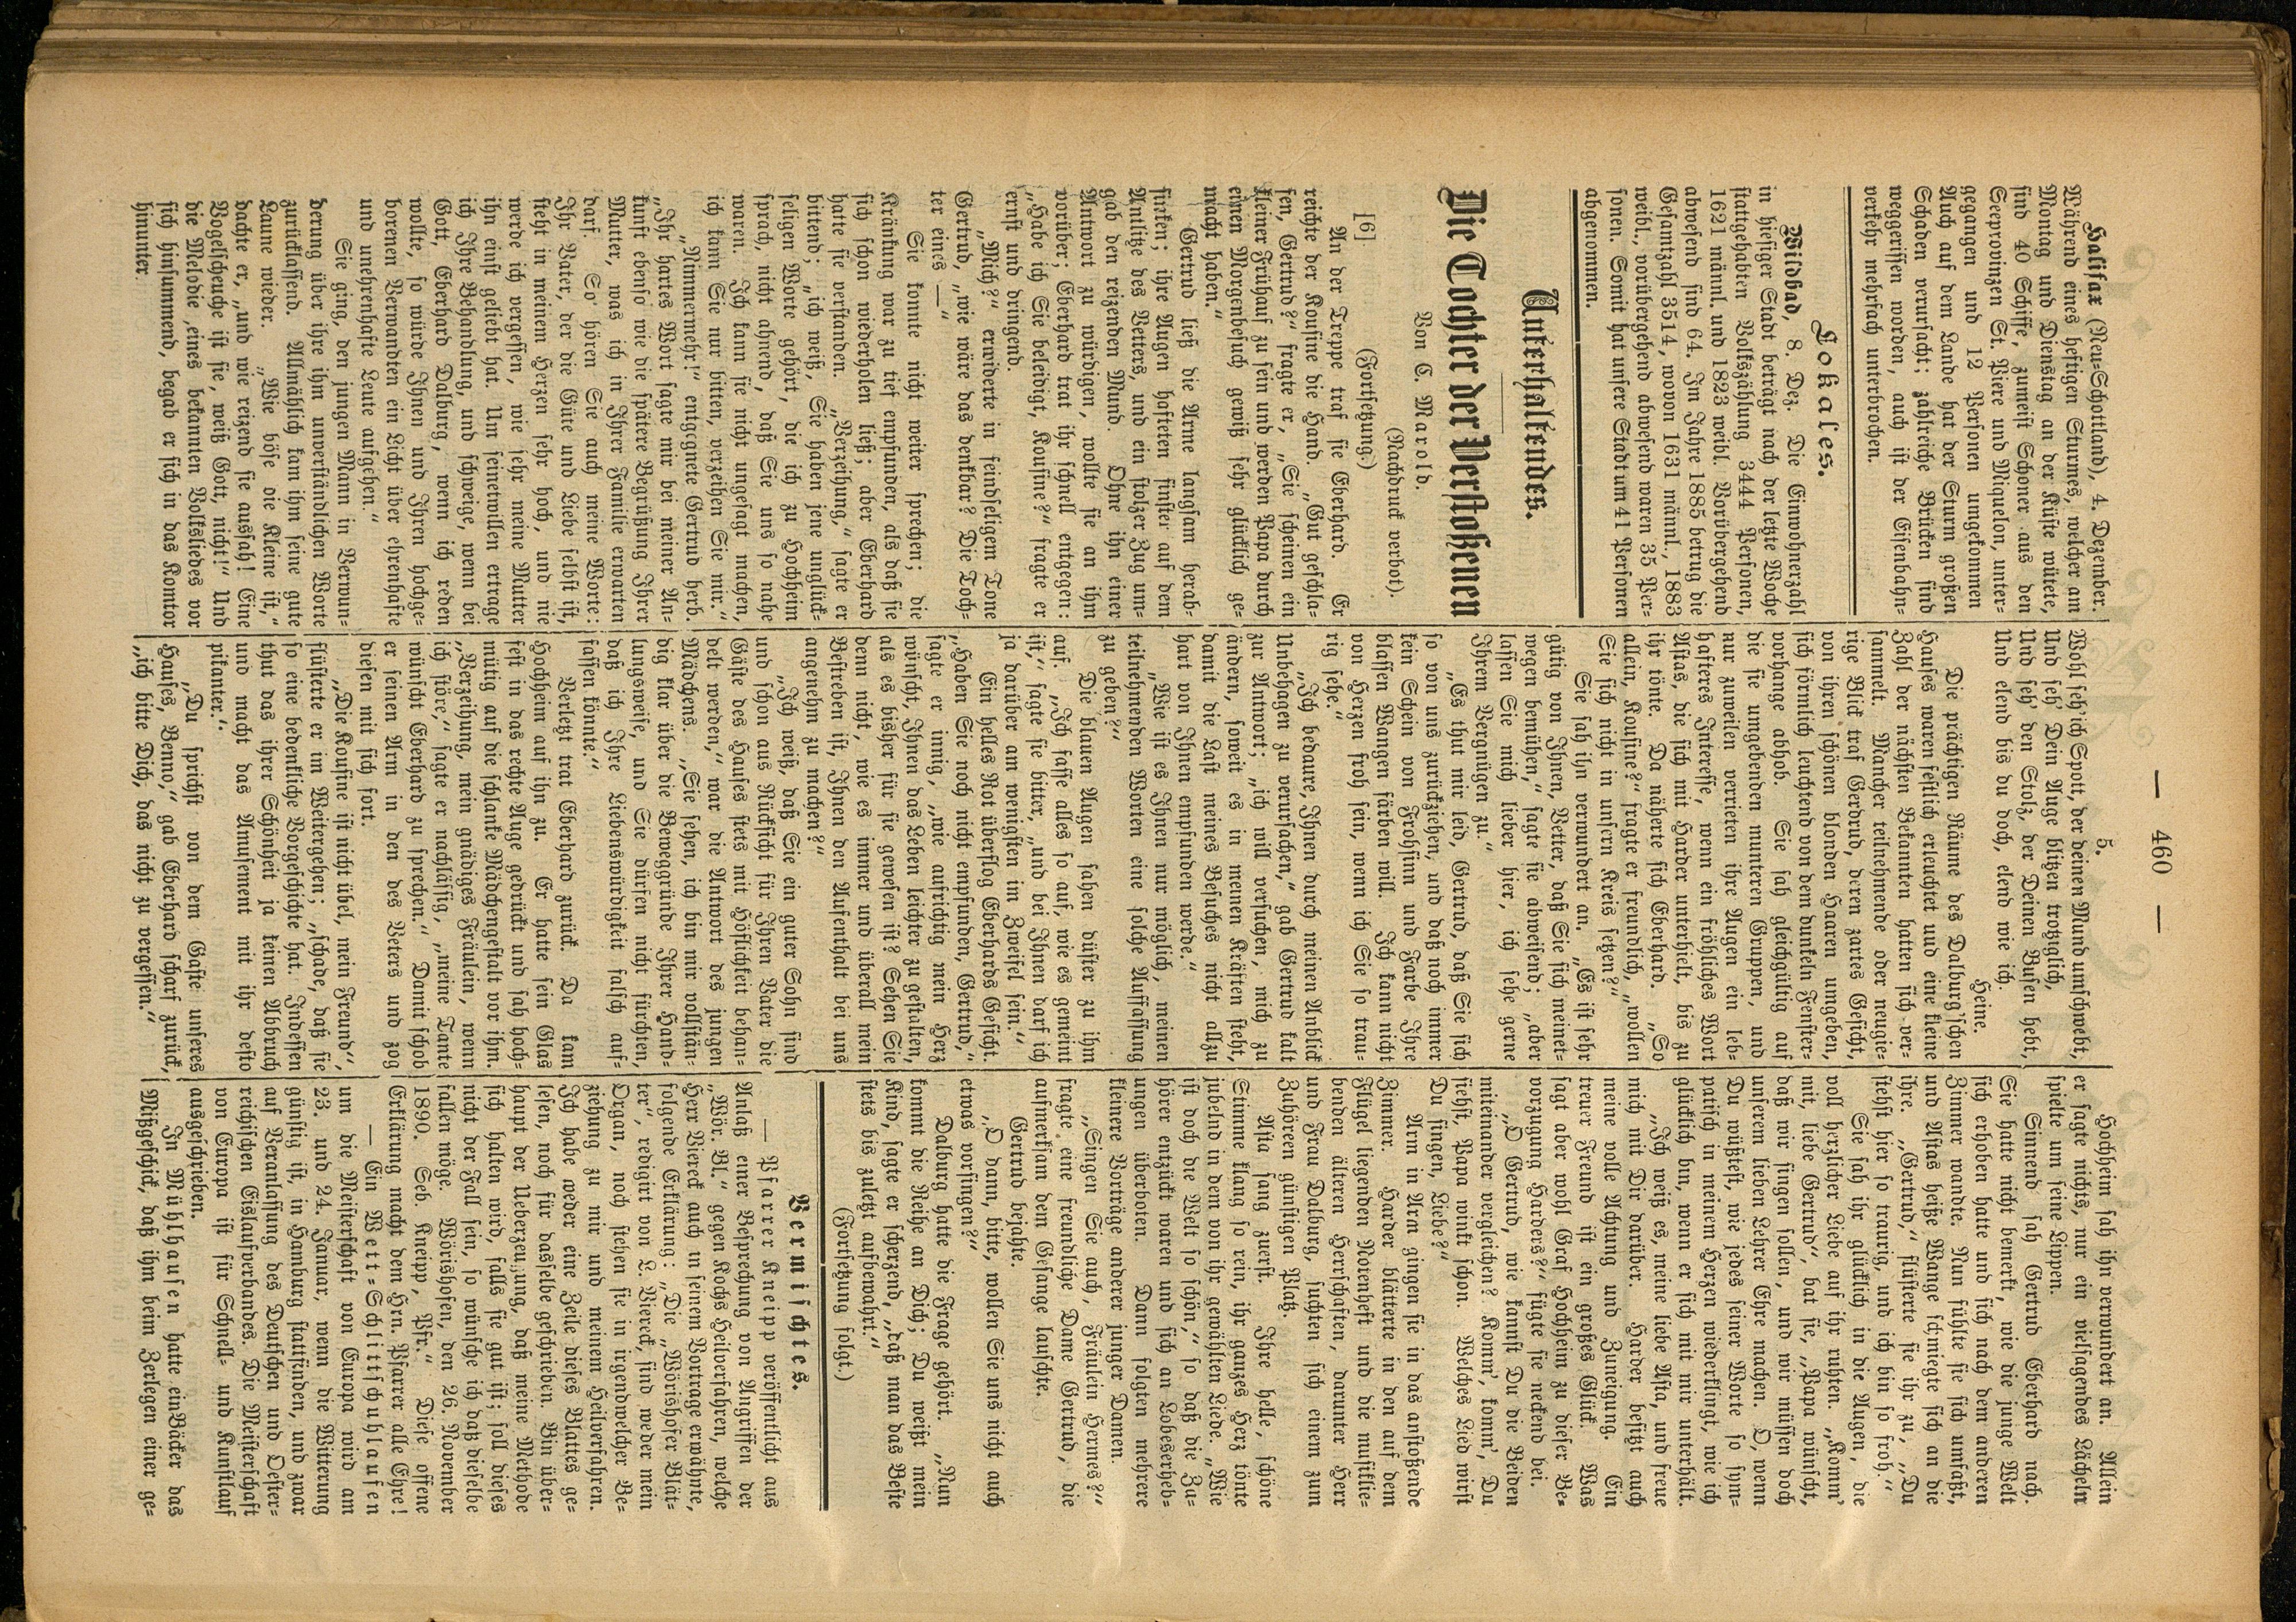 — 460 —
Halifax (Neu=Schottland), 4. Dezember.
Während eines heftigen Sturmes, welcher am
Montag und Dienstag an der Küste wütete,
sind 40 Schiffe, zumeist Schoner aus den
Seeprovinzen St. Piere und Miquelon, unter=
gegangen und 12 Personen umgekommen
Auch auf dem Lande hat der Sturm großen
Schaden verursacht; zahlreiche Brücken sind
weggerissen worden, auch ist der Eisenbahn=
verkehr mehrfach unterbrochen.
Lokales.
Wildbad, 8. Dez. Die Einwohnerzahl
in hiesiger Stadt beträgt nach der letzte Woche
stattgehabten Volkszählung 3444 Personen,
1621 männl. und 1823 weibl. Vorübergehend
abwesend sind 64. Im Jahre 1885 betrug die
Gesamtzahl 3514, wovon 1631 männl., 1883
weibl., vorübergehend abwesend waren 35 Per=
sonen. Somit hat unsere Stadt um 41 Personen
abgenommen.
Unterhaltendes.
Die Tochter der Verstoßenen
Von C. Marold.
(Nachdruck verbot).
[6] (Fortsetzung.)
An der Treppe traf sie Eberhard. Er
reichte der Kousine die Hand. „Gut geschla=
fen, Gertrud?“ fragte er, „Sie scheinen ein
kleiner Frühauf zu sein und werden Papa durch
einen Morgenbesuch gewiß sehr glücklich ge=
macht haben.“
Gertrud ließ die Arme langsam herab=
sinken; ihre Augen hafteten finster auf dem
Antlitze des Vetters, und ein stolzer Zug um=
gab den reizenden Mund. Ohne ihn einer
Antwort zu würdigen, wollte sie an ihm
vorüber; Eberhard trat ihr schnell entgegen:
„Habe ich Sie beleidigt, Kousine?“ fragte er
ernst und dringend.
„Mich?“ erwiderte in feindseligem Tone
Gertrud, „wie wäre das denkbar? Die Toch=
ter eines —“
Sie konnte nicht weiter sprechen; die
Kränkung war zu tief empfunden, als daß sie
sich schon wiederholen ließ; aber Eberhard
hatte sie verstanden. „Verzeihung,“ sagte er
bittend; „ich weiß, Sie haben jene unglück=
seligen Worte gehört, die ich zu Hochheim
sprach, nicht ahnend, daß Sie uns so nahe
waren. Ich kann sie nicht ungesagt machen,
ich kann Sie nur bitten, verzeihen Sie mir.“
„Nimmermehr!“ entgegnete Gertrud herb.
„Ihr hartes Wort sagte mir bei meiner An=
kunft ebenso wie die spätere Begrüßung Ihrer
Mutter, was ich in Ihrer Familie erwarten
darf. So hören Sie auch meine Worte:
Ihr Vater, der die Güte und Liebe selbst ist,
steht in meinem Herzen sehr hoch, und nie
werde ich vergessen, wie sehr meine Mutter
ihn einst geliebt hat. Um seinetwillen ertrage
ich Ihre Behandlung, und schweige, wenn bei
Gott, Eberhard Dalburg, wenn ich reden
wollte, so würde Ihnen und Ihren hochge=
borenen Verwandten ein Licht über ehrenhafte
und unehrenhafte Leute aufgehen.“
Sie ging, den jungen Mann in Verwun=
derung über ihre ihm unverständlichen Worte
zurücklassend. Allmählich kam ihm seine gute
Laune wieder. „Wie böse die Kleine ist,“
dachte er, „und wie reizend sie aussah! Eine
Vogelscheuche ist sie, weiß Gott, nicht!“ Und
die Melodie ‚eines bekannten Volksliedes vor
sich hinsummend, begab er sich in das Komtor
hinunter.
5.
Wohl seh' ich Spott, der deinen Mund umschwebt,
Und seh' Dein Auge blitzen trotziglich,
Und seh' den Stolz, der Deinen Busen hebt,
Und elend bis du doch, elend wie ich.
Heine.
Die prächtigen Räume des Dalburg'schen
Hauses waren festlich erleuchtet und eine kleine
Zahl der nächsten Bekannten hatten sich ver=
sammelt. Mancher teilnehmende oder neugie=
rige Blick traf Gerdrud, deren zartes Gesicht,
von ihren schönen blonden Haaren umgeben,
sich förmlich leuchtend von dem dunkeln Fenster=
vorhange abhob. Sie sah gleichgültig auf
die sie umgebenden munteren Gruppen, und
nur zuweilen verrieten ihre Augen ein leb=
hafteres Interesse, wenn ein fröhliches Wort
Astas, die sich mit Harder unterhielt, bis zu
ihr tönte. Da näherte sich Eberhard. „So
allein, Kousine?“ fragte er freundlich, „wollen
Sie sich nicht in unsern Kreis setzen?“
Sie sah ihn verwundert an. „Es ist sehr
gütig von Ihnen, Vetter, daß Sie sich meinet=
wegen bemühen,“ sagte sie abweisend; „aber
lassen Sie mich lieber hier, ich sehe gerne
Ihrem Vergnügen zu.“
„Es thut mir leid, Gertrud, daß Sie sich
so von uns zurückziehen, und daß noch immer
kein Schein von Frohsinn und Farbe Ihre
blassen Wangen färben will. Ich kann nicht
von Herzen froh sein, wenn ich Sie so trau=
rig sehe.“
„Ich bedaure, Ihnen durch meinen Anblick
Unbehagen zu verursachen,“ gab Gertrud kalt
zur Antwort; „ich will versuchen, mich zu
ändern, soweit es in meinen Kräften steht,
damit die Last meines Besuches nicht allzu
hart von Ihnen empfunden werde.“
„Wie ist es Ihnen nur möglich, meinen
teilnehmenden Worten eine solche Auffassung
zu geben?“
Die blauen Augen sahen düster zu ihm
auf. „Ich fasse alles so auf, wie es gemeint
ist,“ sagte sie bitter, „und bei Ihnen darf ich
ja darüber am wenigsten im Zweifel sein.“
Ein helles Rot überflog Eberhards Gesicht.
„Haben Sie noch nicht empfunden, Gertrud,“
sagte er innig, „wie aufrichtig mein Herz
wünscht, Ihnen das Leben leichter zu gestalten,
als es bisher für sie gewesen ist? Sehen Sie
denn nicht, wie es immer und überall mein
Bestreben ist, Ihnen den Aufenthalt bei uns
angenehm zu machen?“
„Ich weiß, daß Sie ein guter Sohn sind
und schon aus Rücksicht für Ihren Vater die
Gäste des Hauses stets mit Höflichkeit behan=
delt werden,“ war die Antwort des jungen
Mädchens. „Sie sehen, ich bin mir vollstän=
dig klar über die Beweggründe Ihrer Hand=
lungsweise, und Sie dürfen nicht fürchten,
daß ich Ihre Liebenswürdigkeit falsch auf=
fassen könnte.“
Verletzt trat Eberhard zurück. Da kam
Hochheim auf ihn zu. Er hatte sein Glas
fest in das rechte Auge gedrückt und sah hoch=
mütig auf die schlanke Mädchengestalt vor ihm.
„Verzeihung, mein gnädiges Fräulein, wenn
ich störe,“ sagte er nachlässig, „meine Tante
wünscht Eberhard zu sprechen.“ Damit schob
er seinen Arm in den des Veters und zog
diesen mit sich fort.
„Die Kousine ist nicht übel, mein Freund“,
flüsterte er im Weitergehen; „schade, daß sie
so eine bedenkliche Vorgeschichte hat. Indessen
thut das ihrer Schönheit ja keinen Abbruch
und macht das Amusement mit ihr desto
pikanter.“
„Du sprichst von dem Gaste unseres
Hauses, Benno,“ gab Eberhard scharf zurück,
„ich bitte Dich, das nicht zu vergessen.“
Hochheim sah ihn verwundert an. Allein
er sagte nichts, nur ein vielsagendes Lächeln
spielte um seine Lippen.
Sinnend sah Gertrud Eberhard nach.
Sie hatte nicht bemerkt, wie die junge Welt
sich erhoben hatte und sich nach dem anderen
Zimmer wandte. Nun fühlte sie sich umfaßt,
und Astas heiße Wange schmiegte sich an die
ihre. „Gertrud,“ flüsterte sie ihr zu, „Du
stehst hier so traurig, und ich bin so froh.“
Sie sah ihr glücklich in die Augen, die
voll herzlicher Liebe auf ihr ruhten. „Komm'
mit, liebe Gertrud“, bat sie, „Papa wünscht,
daß wir singen sollen, und wir müssen doch
unserem lieben Lehrer Ehre machen. O, wenn
Du wüßtest, wie jedes seiner Worte so sym=
patisch in meinem Herzen wiederklingt, wie ich
glücklich bin, wenn er sich mit mir unterhält.
„Ich weiß es, meine liebe Asta, und freue
mich mit Dir darüber. Harder besitzt auch
meine volle Achtung und Zuneigung. Ein
treuer Freund ist ein großes Glück. Was
sagt aber wohl Graf Hochheim zu dieser Be=
vorzugung Harders?“ fügte sie neckend bei.
„O Gertrud, wie kannst Du die Beiden
miteinander vergleichen? Komm', komm', Du
siehst, Papa winkt schon. Welches Lied wirst
Du singen, Liebe?“
Arm in Arm gingen sie in das anstoßende
Zimmer. Harder blätterte in den auf dem
Flügel liegenden Notenheft und die musiklie=
benden älteren Herrschaften, darunter Herr
und Frau Dalburg, suchten sich einem zum
Zuhören günstigen Platz.
Asta sang zuerst. Ihre helle, schöne
Stimme klang so rein, ihr ganzes Herz tönte
jubelnd in dem von ihr gewählten Liede. „Wie
ist doch die Welt so schön,“ so daß die Zu=
hörer entzückt waren und sich an Lobeserheb=
ungen überboten. Dann folgten mehrere
kleinere Vorträge anderer junger Damen.
„Singen Sie auch, Fräulein Hermes?“
fragte eine freundliche Dame Gertrud, die
aufmerksam dem Gesange lauschte.
Gertrud bejahte.
„O dann, bitte, wollen Sie uns nicht auch
etwas vorsingen?“
Dalburg hatte die Frage gehört. „Nun
kommt die Reihe an Dich; Du weißt mein
Kind, sagte er scherzend, „daß man das Beste
stets bis zuletzt aufbewahrt.“
(Fortsetzung folgt.)
Vermischtes.
— Pfarrer Kneipp veröffentlicht aus
Anlaß einer Besprechung von Angriffen der
„Wör. Bl.“ gegen Kochs Heilverfahren, welche
Herr Viereck auch in seinem Vortrage erwähnte,
folgende Erklärung: „Die „Wörishofer Blät=
ter“, redigirt von L. Viereck, sind weder mein
Organ, noch stehen sie in irgendwelcher Be=
ziehung zu mir und meinem Heilverfahren.
Ich habe weder eine Zeile dieses Blattes ge=
lesen, noch für dasselbe geschrieben. Bin über=
haupt der Ueberzeugung, daß meine Methode
sich halten wird, falls sie gut ist; soll dieses
nicht der Fall sein, so wünsche ich daß dieselbe
fallen möge. Wörishofen, den 26. November
1890. Seb. Kneipp, Pfr.“ Diese offene
Erklärung macht dem Hrn. Pfarrer alle Ehre!
— Ein Wett=Schlittschuhlaufen
um die Meisterschaft von Europa wird am
23. und 24. Januar, wenn die Witterung
günstig ist, in Hamburg stattfinden, und zwar
auf Veranlassung des Deutschen und Oester=
reichischen Eislaufverbandes. Die Meisterschaft
von Europa ist für Schnell= und Kunstlauf
ausgeschrieben.
In Mühlhausen hatte ein Bäcker das
Mißgeschick, daß ihm beim Zerlegen einer ge=